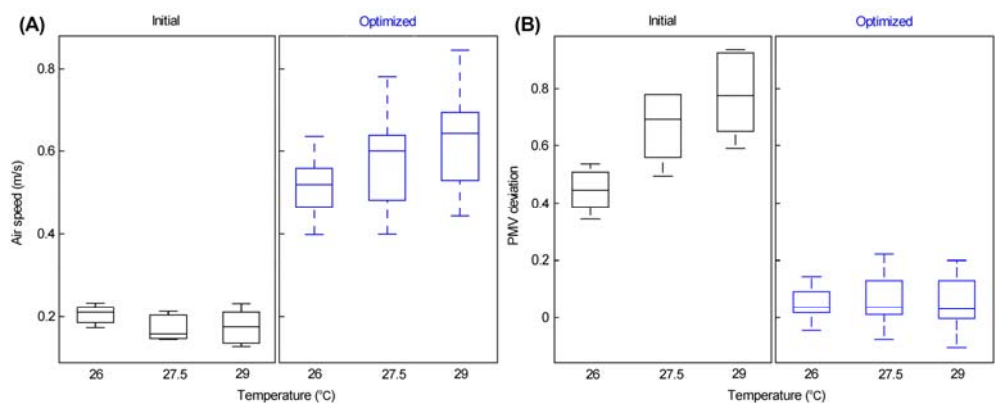 (A) Initial Optimized
0.8
0.6
0.4
0.2
Air speed (m/s)
26 27.5 29 26 27.5 29
Temperature (°C)
(B) Initial Optimized
0.8
0.6
0.4
0.2
0
PMV deviation
26 27.5 29 26 27.5 29
Temperature (°C)